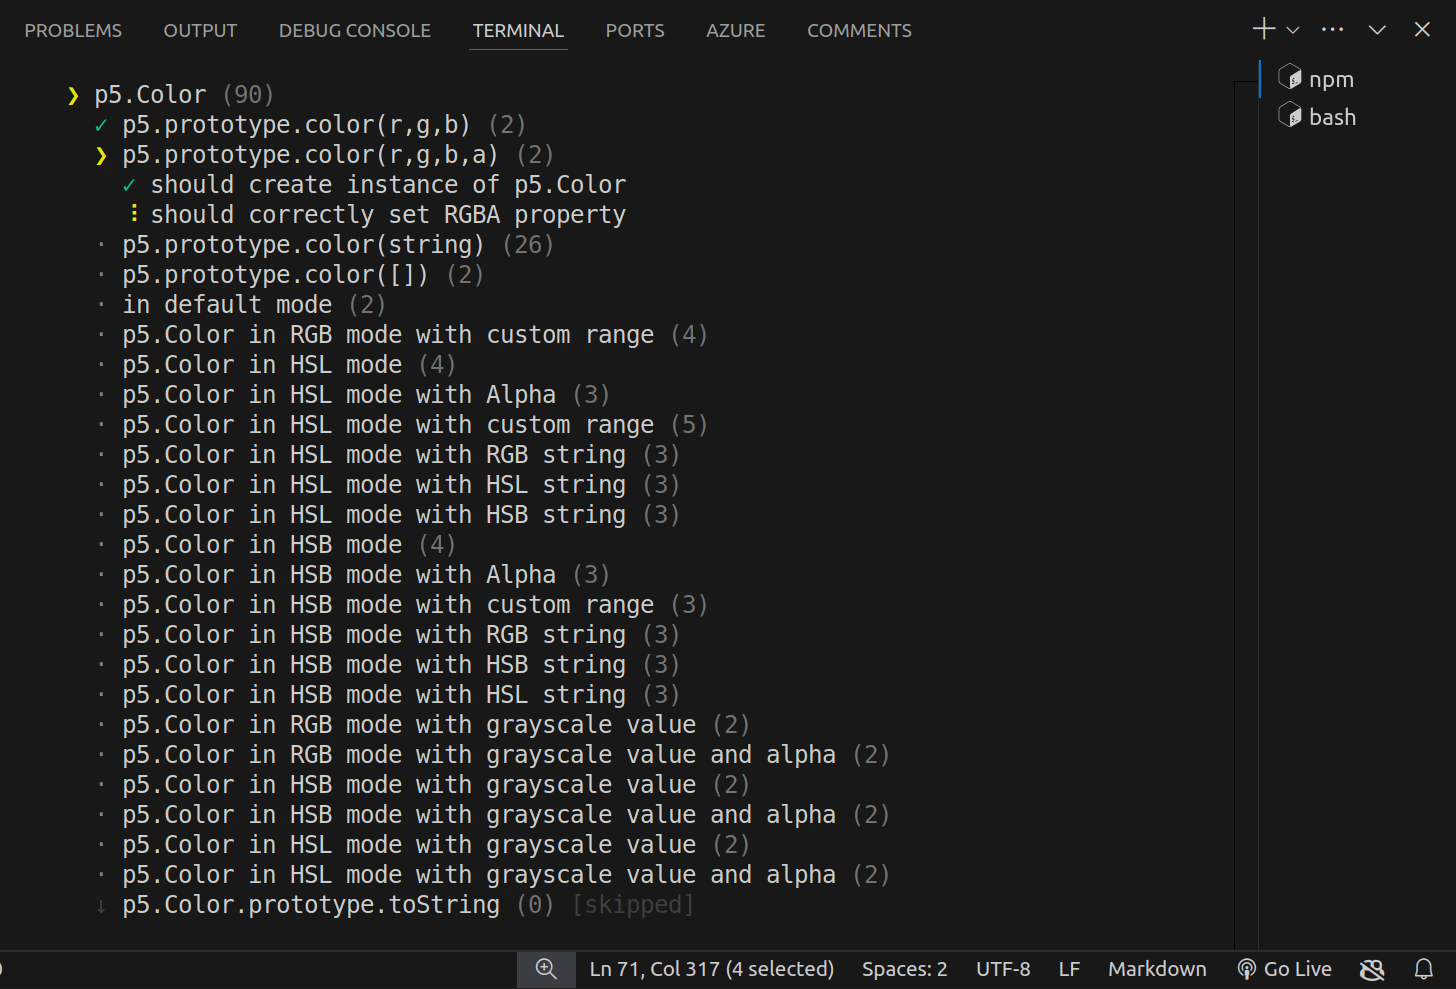 PROBLEMS OUTPUT DEBUG CONSOLE TERMINAL PORTS AZURE COMMENTS
npm
bash
❯ p5.Color (90)
✓ p5.prototype.color(r,g,b) (2)
❯ p5.prototype.color(r,g,b,a) (2)
✓ should create instance of p5.Color
⠸ should correctly set RGBA property
· p5.prototype.color(string) (26)
· p5.prototype.color([]) (2)
· in default mode (2)
· p5.Color in RGB mode with custom range (4)
· p5.Color in HSL mode (4)
· p5.Color in HSL mode with Alpha (3)
· p5.Color in HSL mode with custom range (5)
· p5.Color in HSL mode with RGB string (3)
· p5.Color in HSL mode with HSL string (3)
· p5.Color in HSL mode with HSB string (3)
· p5.Color in HSB mode (4)
· p5.Color in HSB mode with Alpha (3)
· p5.Color in HSB mode with custom range (3)
· p5.Color in HSB mode with RGB string (3)
· p5.Color in HSB mode with HSB string (3)
· p5.Color in HSB mode with HSL string (3)
· p5.Color in RGB mode with grayscale value (2)
· p5.Color in RGB mode with grayscale value and alpha (2)
· p5.Color in HSB mode with grayscale value (2)
· p5.Color in HSB mode with grayscale value and alpha (2)
· p5.Color in HSL mode with grayscale value (2)
· p5.Color in HSL mode with grayscale value and alpha (2)
↓ p5.Color.prototype.toString (0) [skipped]
Ln 71, Col 317 (4 selected) Spaces: 2 UTF-8 LF Markdown Go Live